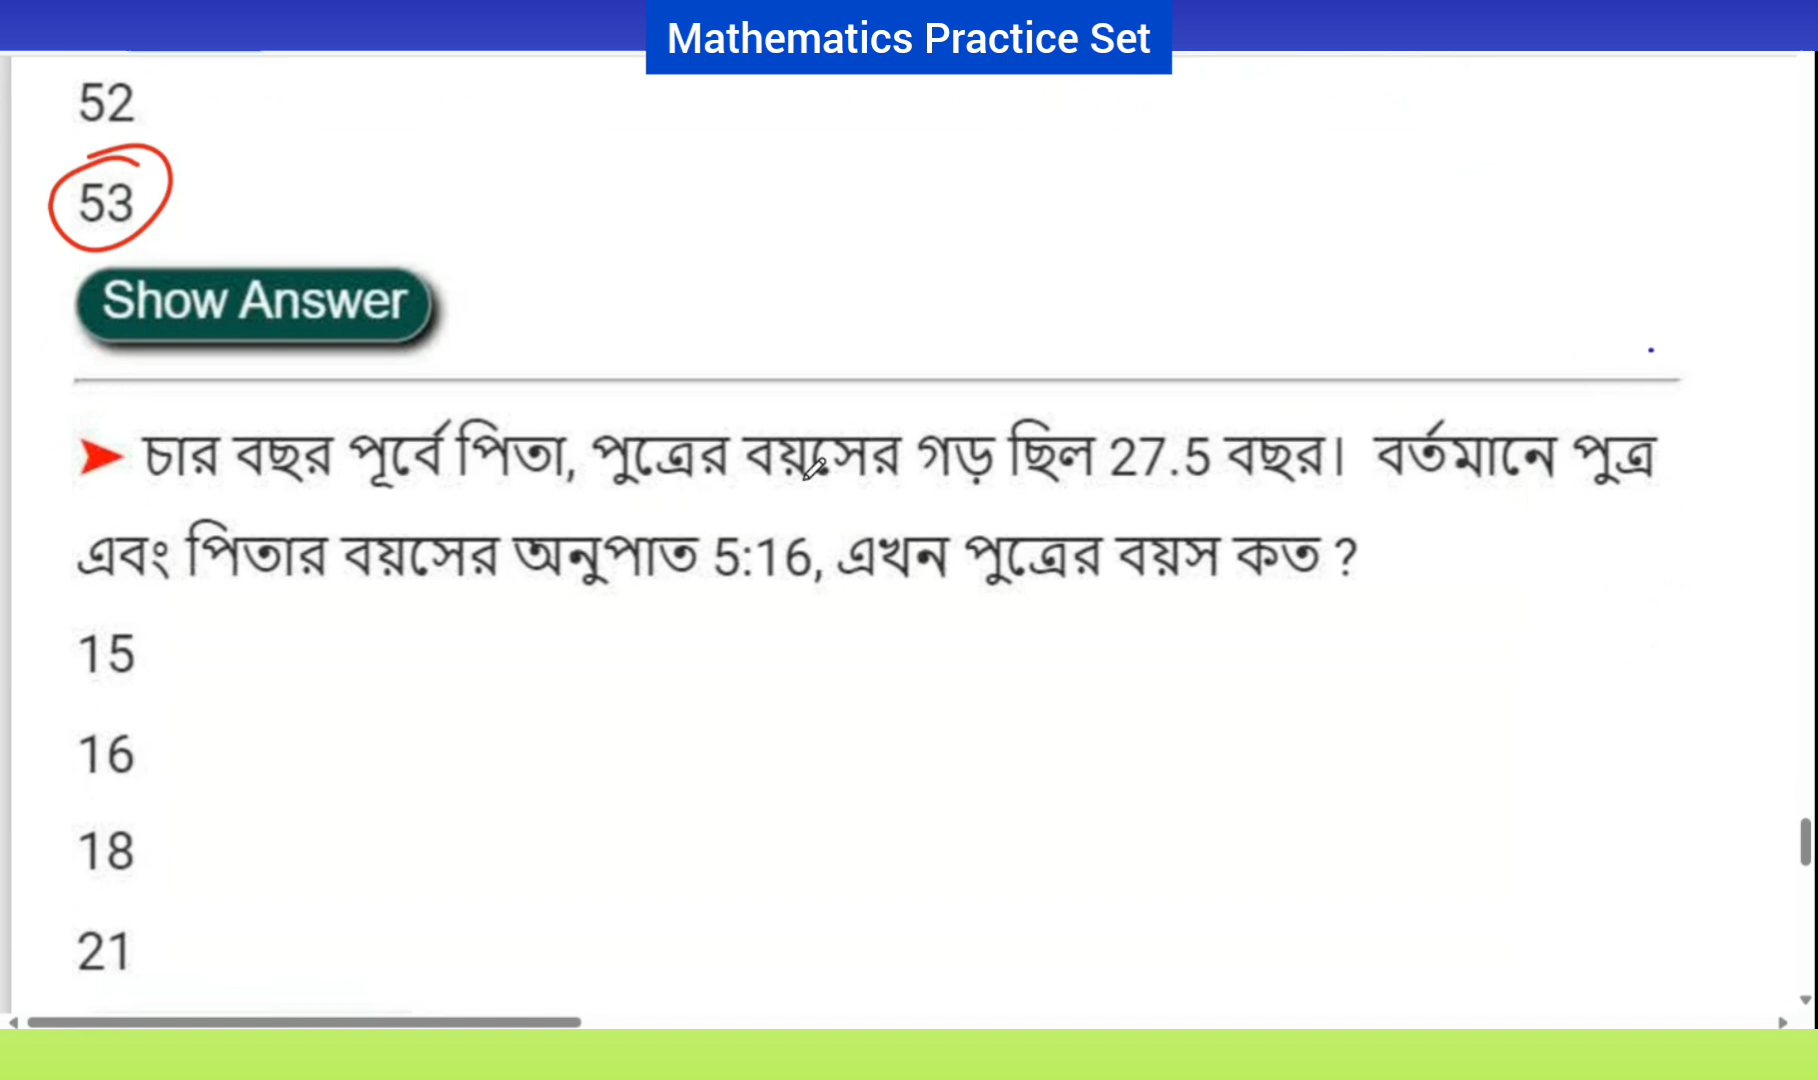 Mathematics Practice Set
52
53
Show Answer
➤ চার বছর পূর্বে পিতা, পুত্রের বয়সের গড় ছিল 27.5 বছর। বর্তমানে পুত্র
এবং পিতার বয়সের অনুপাত 5:16, এখন পুত্রের বয়স কত ?
15
16
18
21